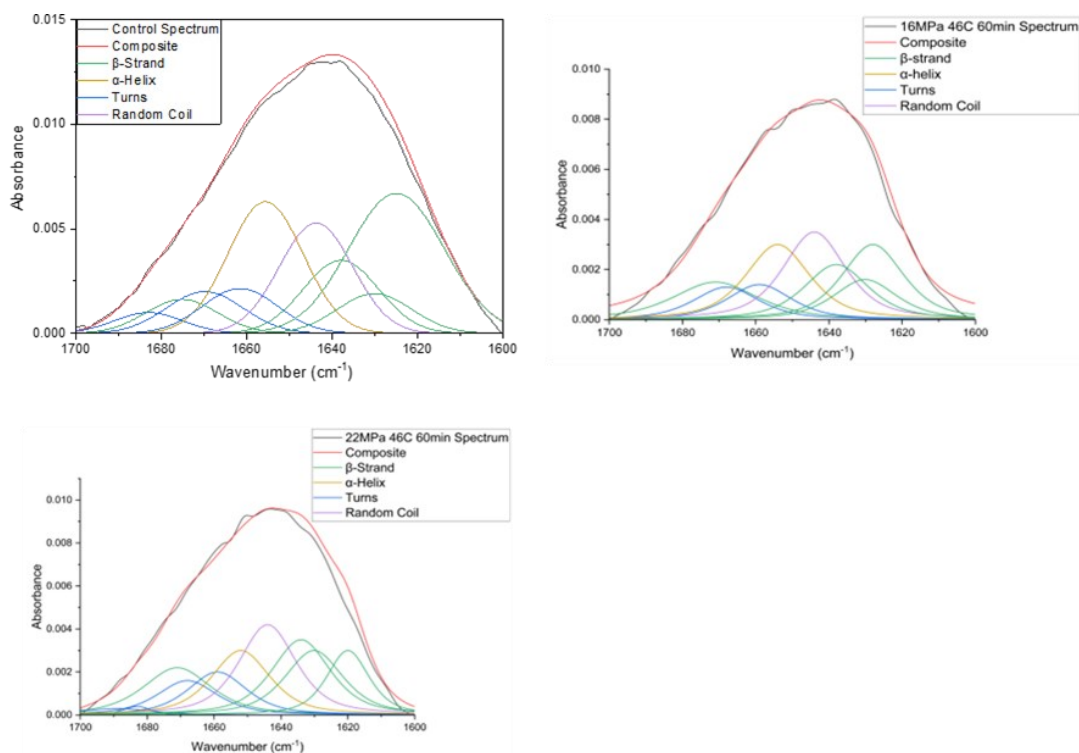 0.015
Control Spectrum
Composite
β-Strand
α-Helix
Turns
Random Coil
0.010
0.005
0.000
Absorbance
1700 1680 1660 1640 1620 1600
Wavenumber (cm⁻¹)
16MPa 46C 60min Spectrum
Composite
β-strand
α-helix
Turns
Random Coil
0.010
0.008
0.006
0.004
0.002
0.000
Absorbance
1700 1680 1660 1640 1620 1600
Wavenumber (cm⁻¹)
22MPa 46C 60min Spectrum
Composite
β-Strand
α-Helix
Turns
Random Coil
0.010
0.008
0.006
0.004
0.002
0.000
Absorbance
1700 1680 1660 1640 1620 1600
Wavenumber (cm⁻¹)